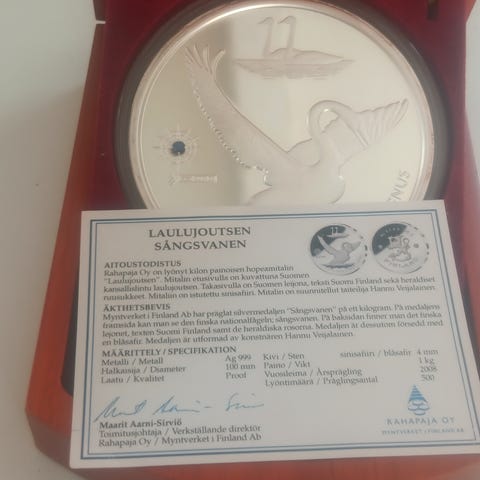 LAULUJOUTSEN
SÅNGSVANEN
AITOUSTODISTUS
Rahapaja Oy on lyönyt kilon painoisen hopeamitalin
"Laulujoutsen". Mitalin etusivulla on kuvattuna Suomen
kansallislintu laulujoutsen. Takasivulla on Suomen leijona, teksti Suomi Finland sekä heraldiset
ruusukkeet. Mitaliin on istutettu sinisafiiri. Mitalin on suunnitellut taiteilija Hannu Veijalainen.
ÄKTHETSBEVIS
Myntverket i Finland Ab har präglat silvermedaljen "Sångsvanen" på ett kilogram. På medaljens
framsida kan man se den finska nationalfågeln; sångsvanen. På baksidan finner man det finska
lejonet, texten Suomi Finland samt de heraldiska rosorna. Medaljen är dessutom försedd med
en blåsafir. Medaljen är utformad av konstnären Hannu Veijalainen.
MÄÄRITTELY / SPECIFIKATION
Metalli / Metall Ag 999 Kivi / Sten sinisafiiri / blåsafir 4 mm
Halkaisija / Diameter 100 mm Paino / Vikt 1 kg
Laatu / Kvalitet Proof Vuosileima / Årsprägling 2008
Lyöntimäärä / Präglingsantal 500
Maarit Aarni-Sirviö
Toimitusjohtaja / Verkställande direktör
Rahapaja Oy / Myntverket i Finland Ab
RAHAPAJA OY
MYNTVERKET I FINLAND AB